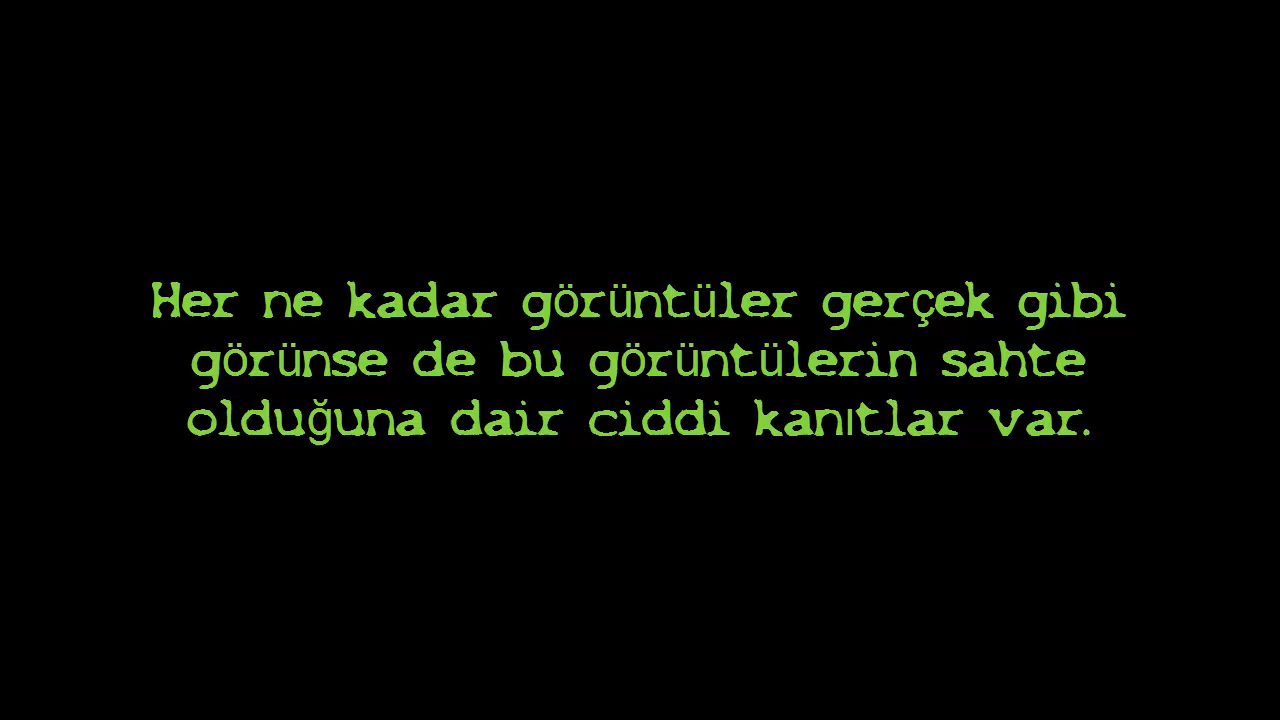 Her ne kadar görüntüler gerçek gibi
görünse de bu görüntülerin sahte
olduğuna dair ciddi kanıtlar var.